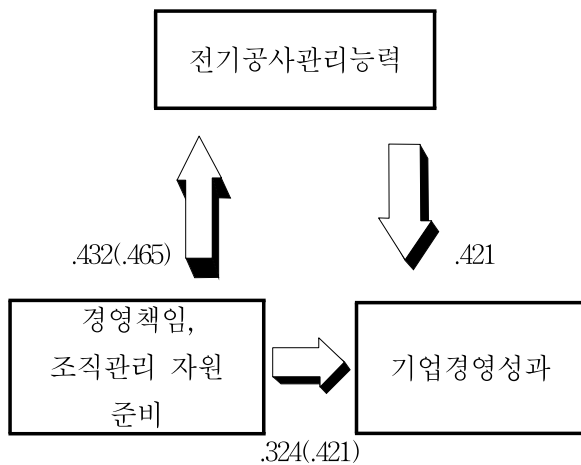 전기공사관리능력
.432(.465)
.421
경영책임,
조직관리 자원
준비
기업경영성과
.324(.421)